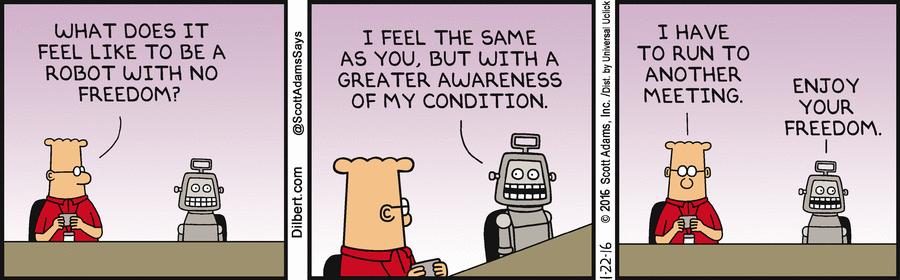 WHAT DOES IT
FEEL LIKE TO BE A
ROBOT WITH NO
FREEDOM?
Dilbert.com @ScottAdamsSays
I FEEL THE SAME
AS YOU, BUT WITH A
GREATER AWARENESS
OF MY CONDITION.
1-22-16 © 2016 Scott Adams, Inc. /Dist. by Universal Uclick
I HAVE
TO RUN TO
ANOTHER
MEETING.
ENJOY
YOUR
FREEDOM.